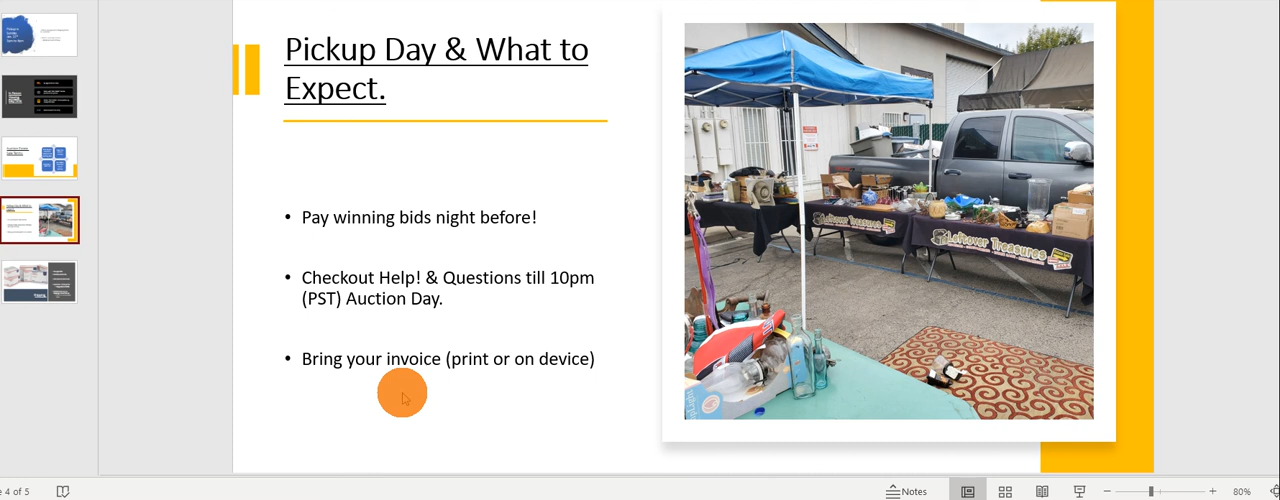 Pickup Day & What to
Expect.
• Pay winning bids night before!
• Checkout Help! & Questions till 10pm
(PST) Auction Day.
• Bring your invoice (print or on device)
Leftover Treasures
Leftover Treasures
4 of 5
Notes
80%